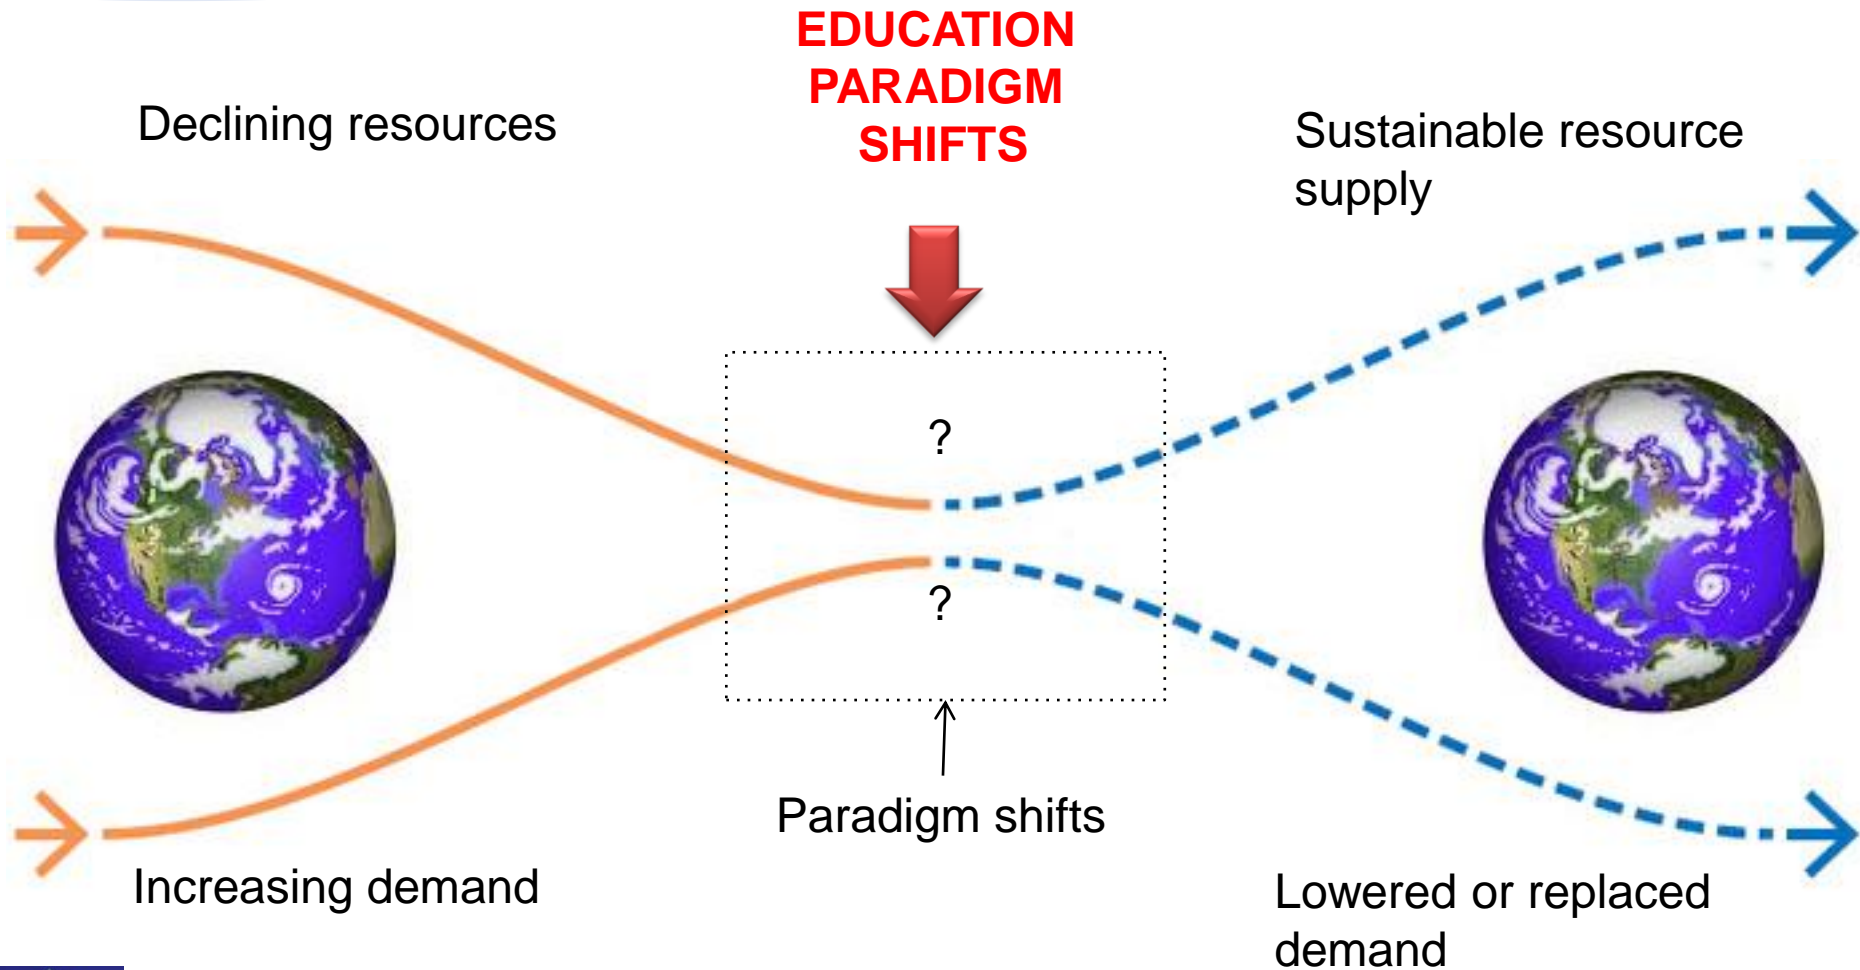 EDUCATION
PARADIGM
SHIFTS
Declining resources
Sustainable resource
supply
?
?
Paradigm shifts
Increasing demand
Lowered or replaced
demand